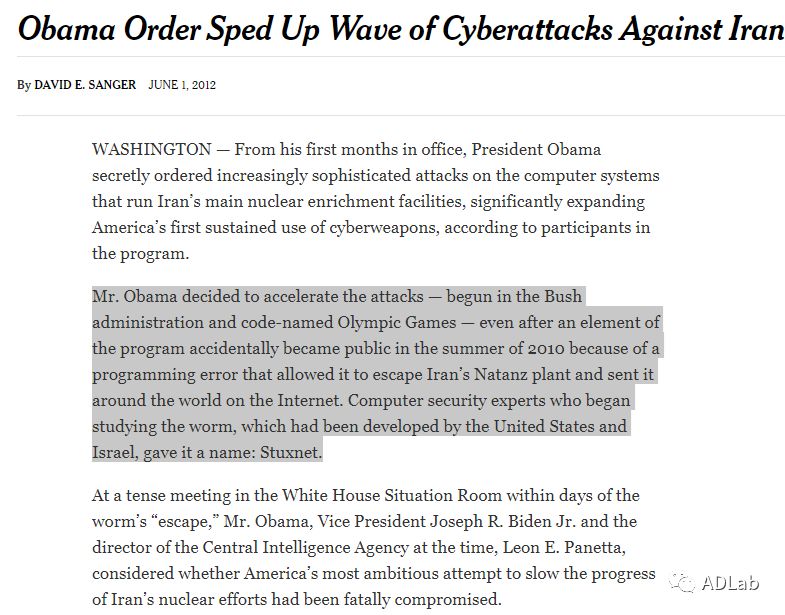 Obama Order Sped Up Wave of Cyberattacks Against Iran
By DAVID E. SANGER JUNE 1, 2012
WASHINGTON — From his first months in office, President Obama
secretly ordered increasingly sophisticated attacks on the computer systems
that run Iran’s main nuclear enrichment facilities, significantly expanding
America’s first sustained use of cyberweapons, according to participants in
the program.
Mr. Obama decided to accelerate the attacks — begun in the Bush
administration and code-named Olympic Games — even after an element of
the program accidentally became public in the summer of 2010 because of a
programming error that allowed it to escape Iran’s Natanz plant and sent it
around the world on the Internet. Computer security experts who began
studying the worm, which had been developed by the United States and
Israel, gave it a name: Stuxnet.
At a tense meeting in the White House Situation Room within days of the
worm’s “escape,” Mr. Obama, Vice President Joseph R. Biden Jr. and the
director of the Central Intelligence Agency at the time, Leon E. Panetta,
considered whether America’s most ambitious attempt to slow the progress
of Iran’s nuclear efforts had been fatally compromised.
ADLab